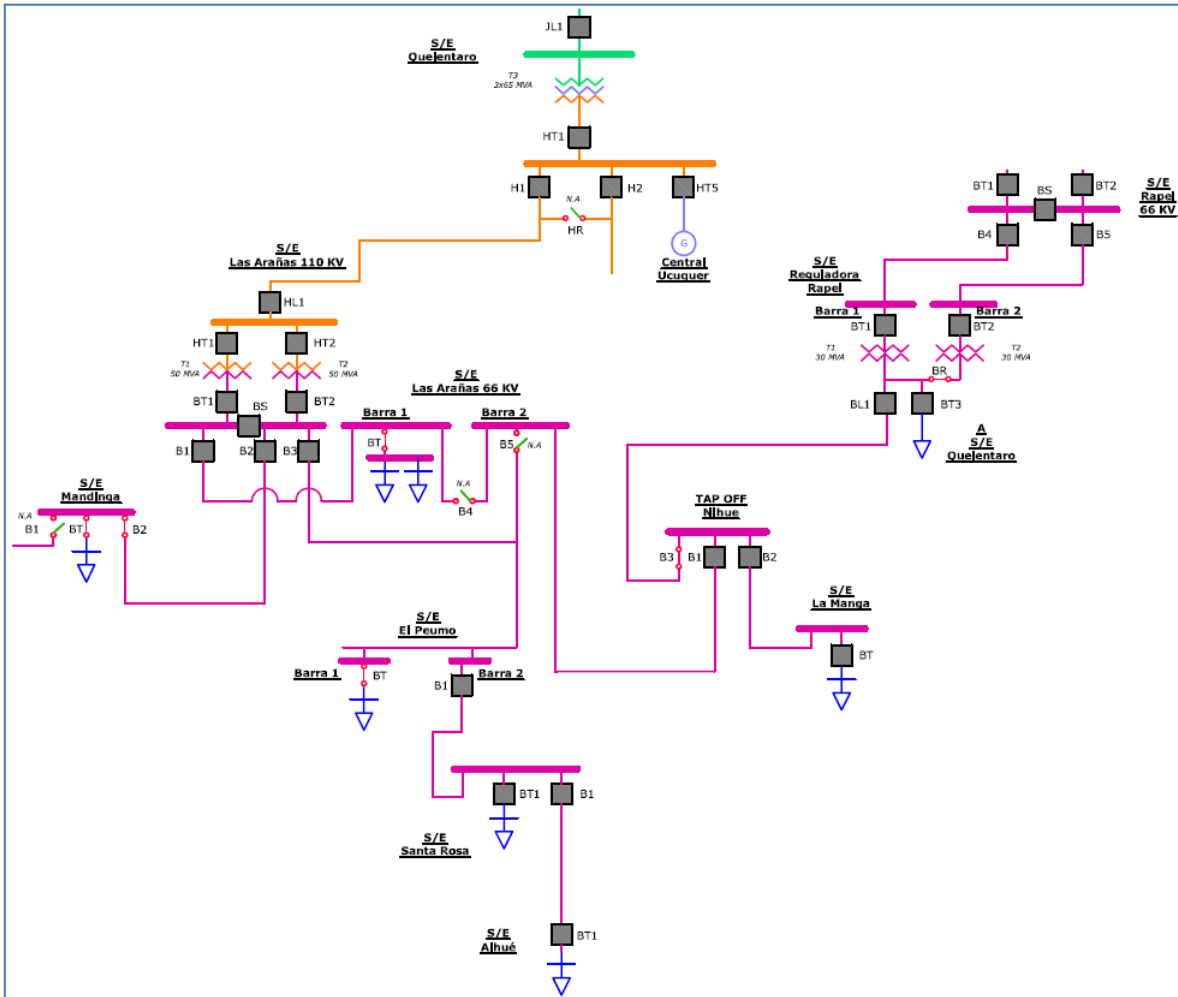 JL1
S/E
Quelentaro
T3
2x65 MVA
HT1
H1
H2
HT5
N.A
HR
G
Central
Ucuquer
S/E
Las Arañas 110 KV
HL1
HT1
HT2
T1
50 MVA
T2
50 MVA
BT1
BS
BT2
B1
B2
B3
S/E
Las Arañas 66 KV
Barra 1
Barra 2
BT
B5
N.A
N.A
B4
S/E
Mandinga
N.A
B1
BT
B2
BT1
BS
BT2
S/E
Rapel
66 KV
B4
B5
S/E
Reguladora
Rapel
Barra 1
Barra 2
BT1
BT2
T1
30 MVA
T2
30 MVA
BR
BL1
BT3
A
S/E
Quelentaro
TAP OFF
Nihue
B3
B1
B2
S/E
La Manga
BT
S/E
El Peumo
Barra 1
BT
B1
Barra 2
BT1
B1
S/E
Santa Rosa
S/E
Alhué
BT1